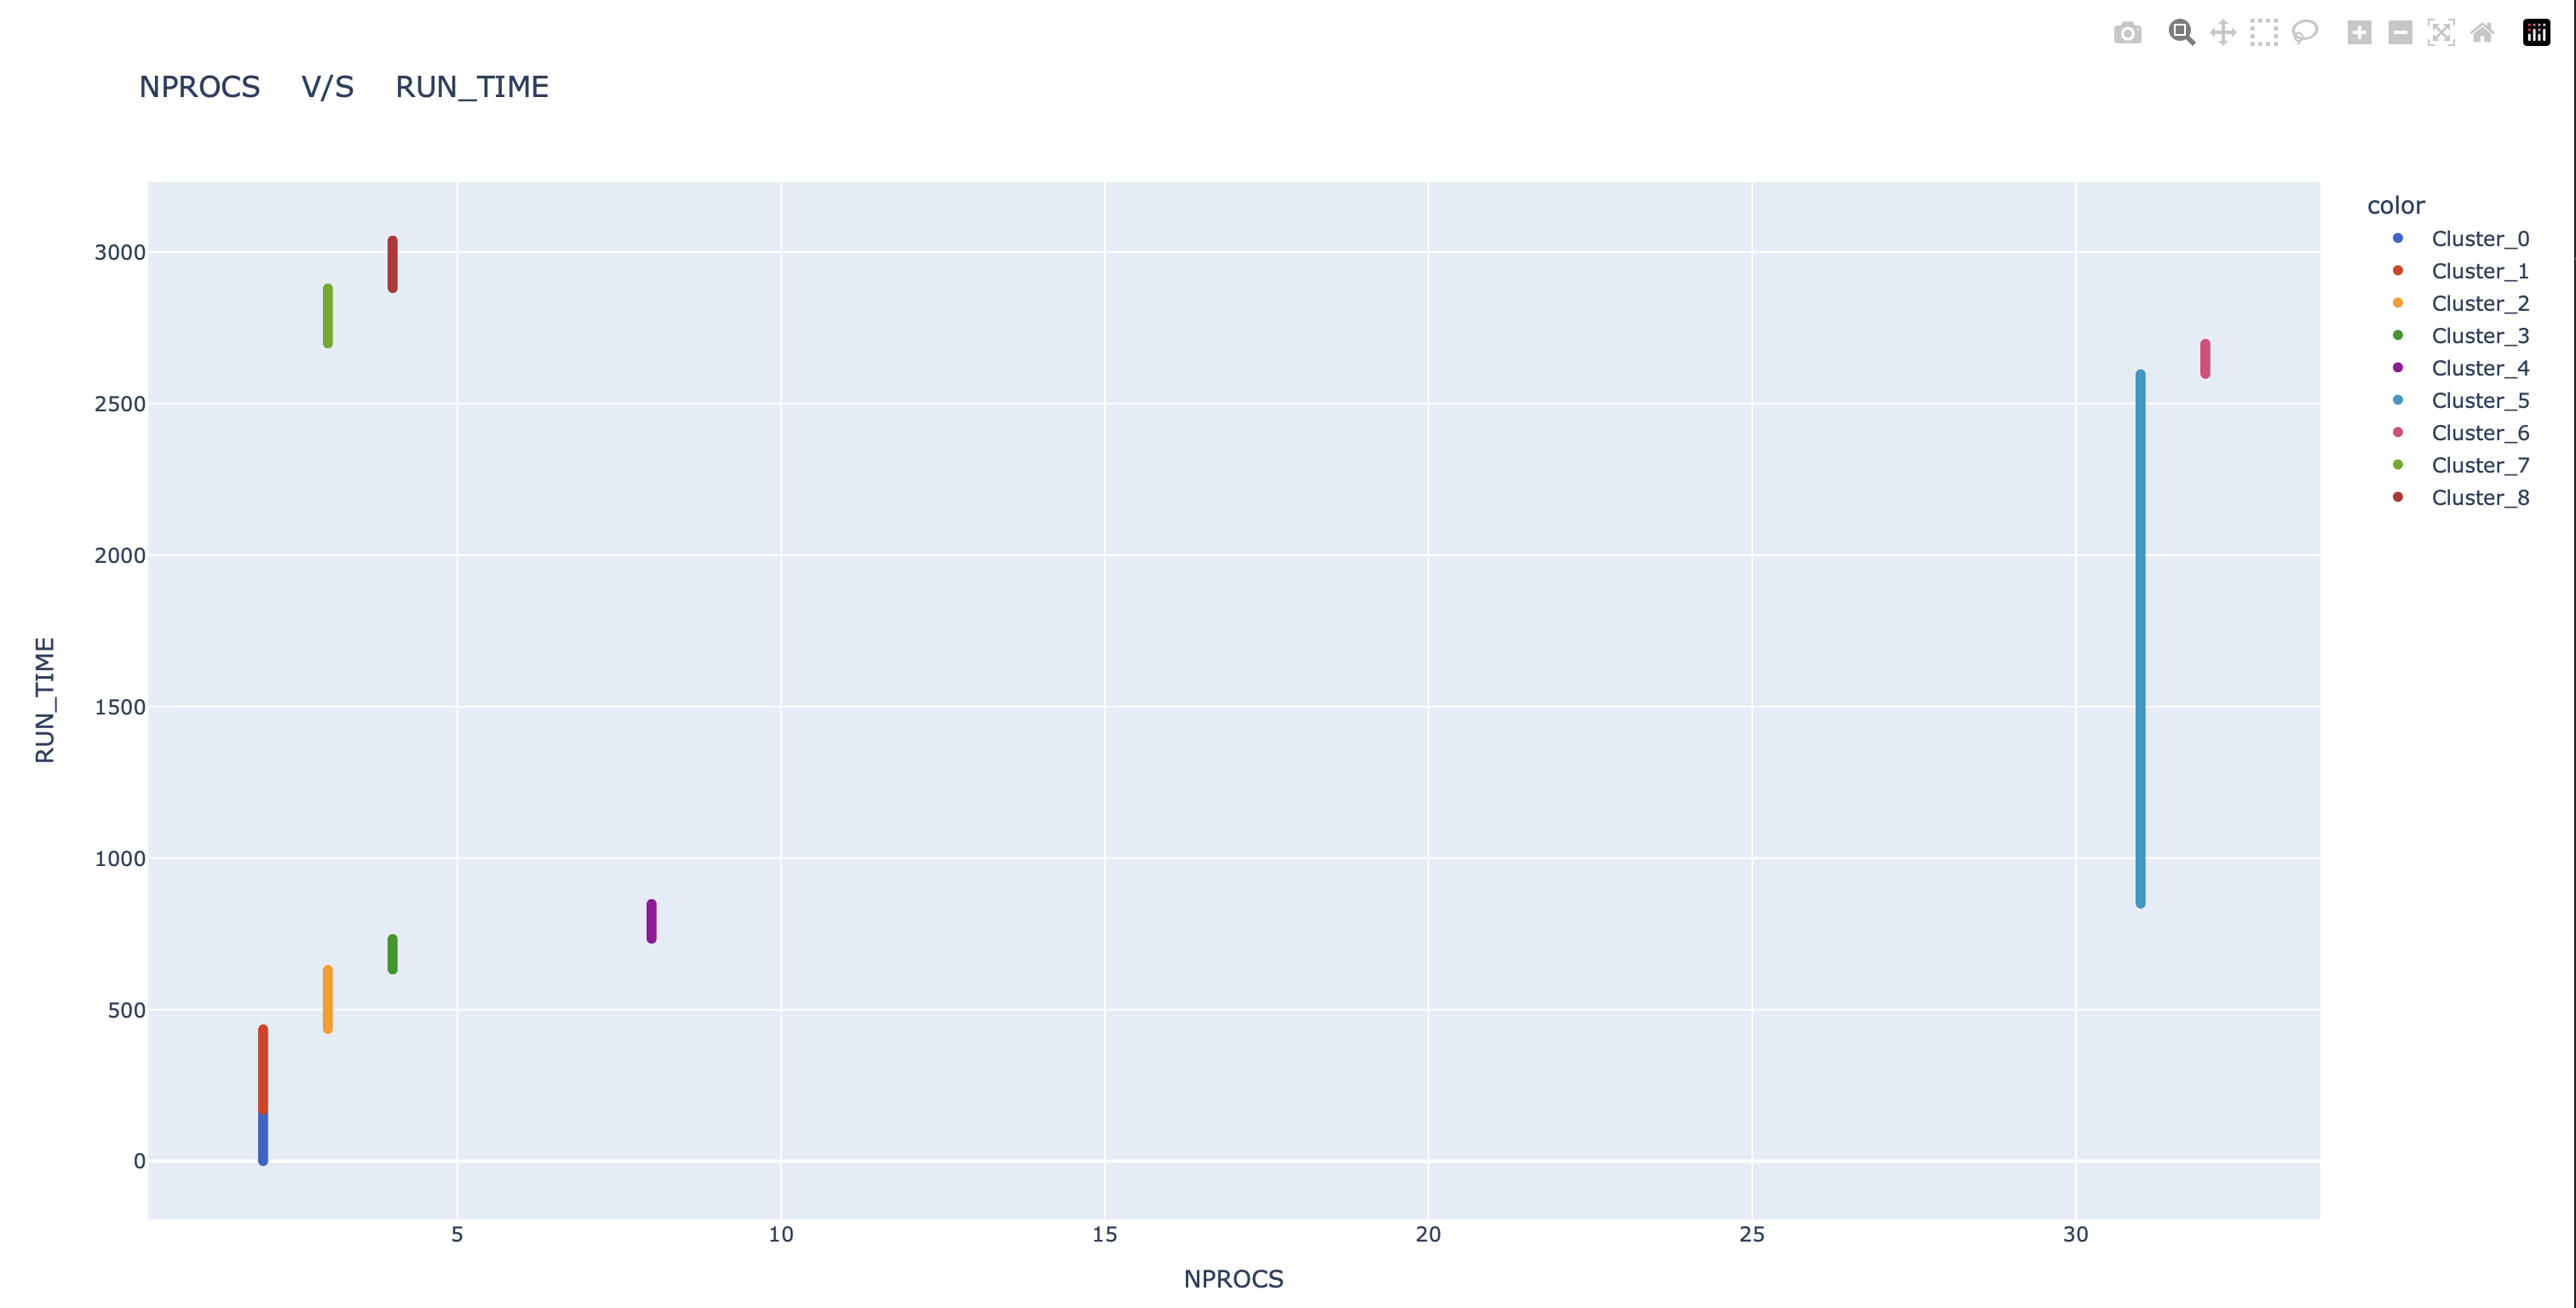 NPROCS V/S RUN_TIME
color
Cluster_0
Cluster_1
Cluster_2
Cluster_3
Cluster_4
Cluster_5
Cluster_6
Cluster_7
Cluster_8
3000
2500
2000
1500
1000
500
0
RUN_TIME
5 10 15 20 25 30
NPROCS